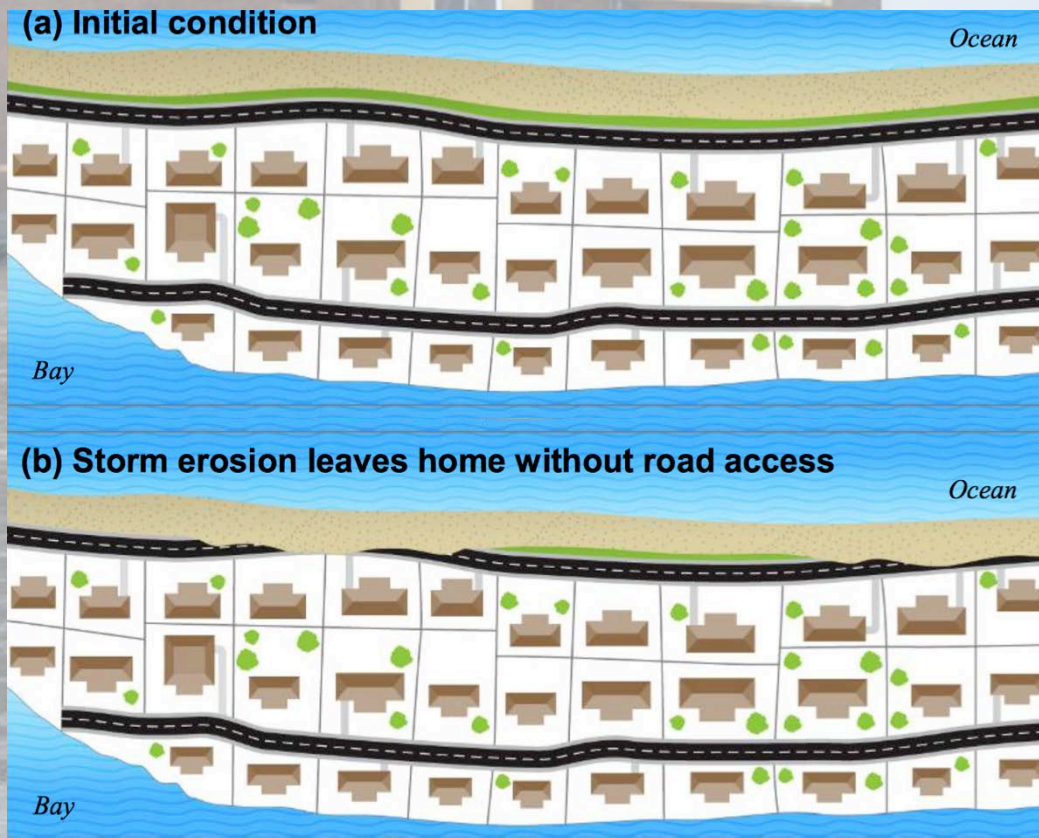 (a) Initial condition
Ocean
Bay
(b) Storm erosion leaves home without road access
Ocean
Bay